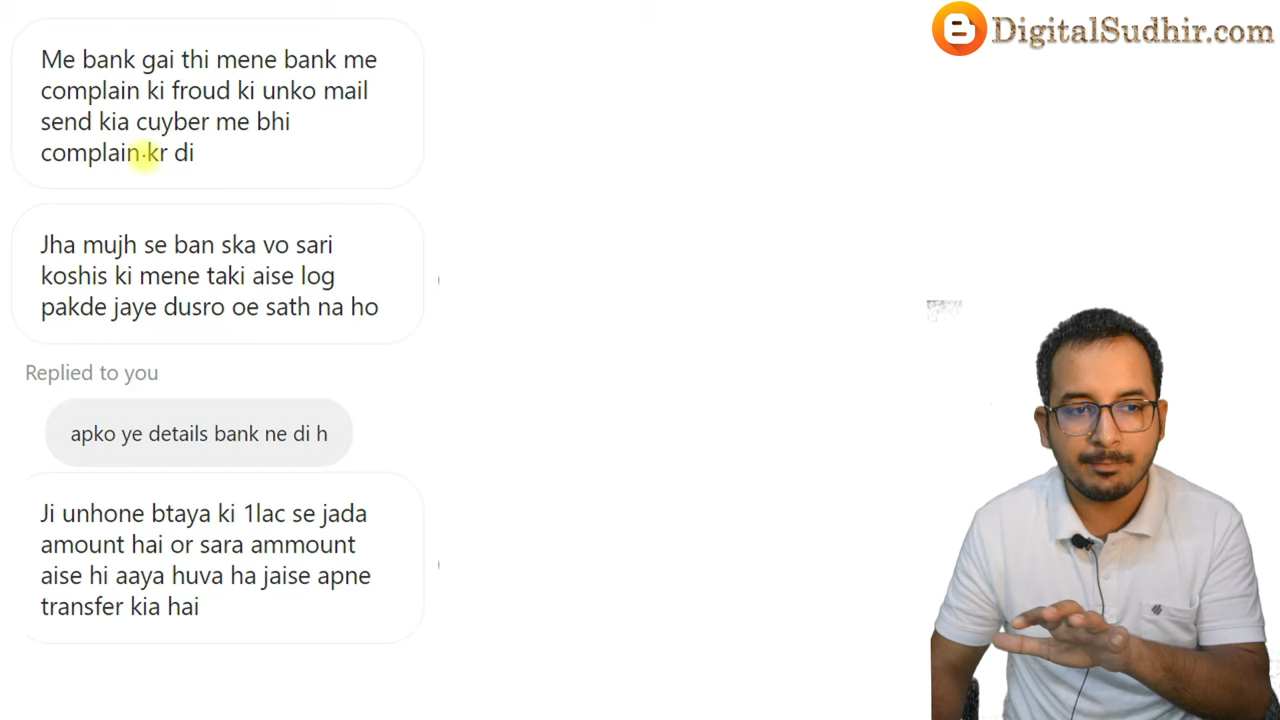 DigitalSudhir.com
Me bank gai thi mene bank me
complain ki froud ki unko mail
send kia cuyber me bhi
complain kr di
Jha mujh se ban ska vo sari
koshis ki mene taki aise log
pakde jaye dusro oe sath na ho
Replied to you
apko ye details bank ne di h
Ji unhone btaya ki 1lac se jada
amount hai or sara ammount
aise hi aaya huva ha jaise apne
transfer kia hai